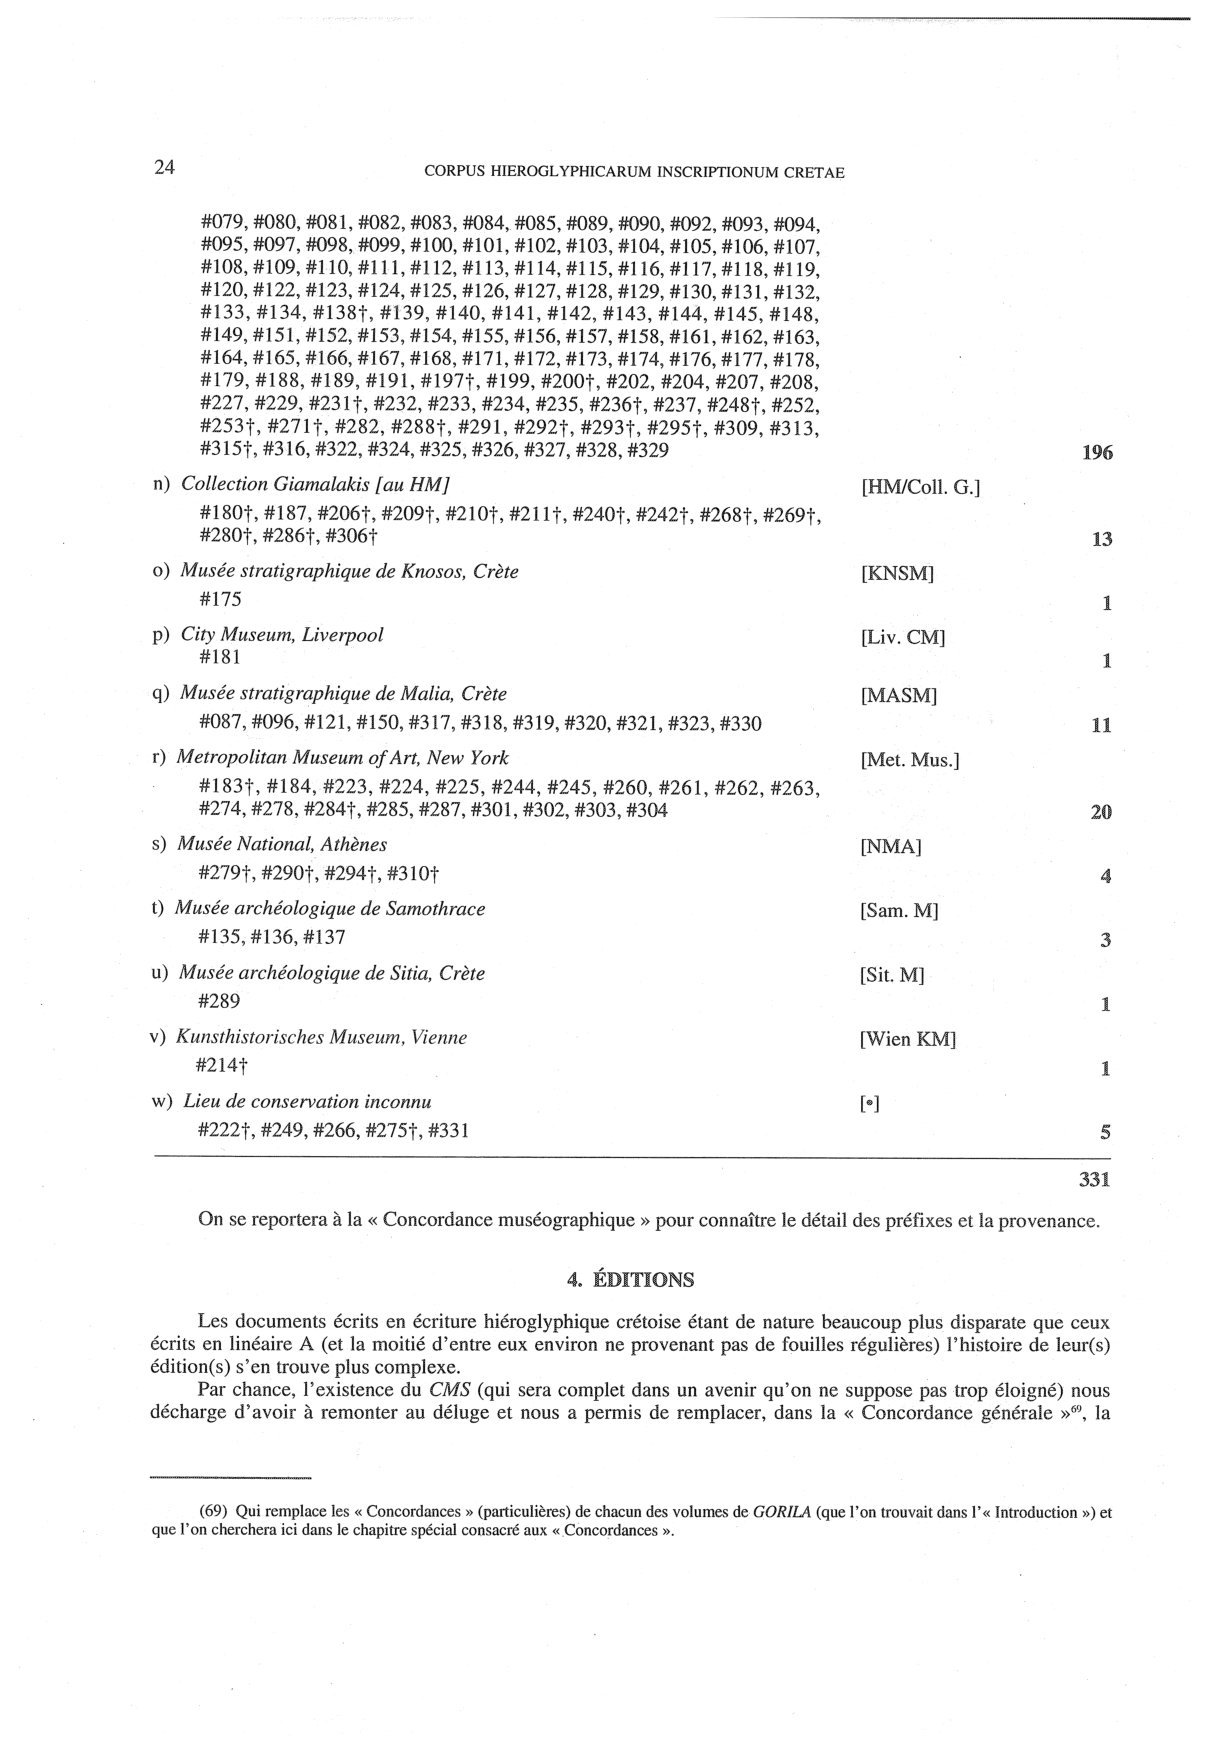 24
CORPUS HIEROGLYPHICARUM INSCRIPTIONUM CRETAE
#079, #080, #081, #082, #083, #084, #085, #089, #090, #092, #093, #094,
#095, #097, #098, #099, #100, #101, #102, #103, #104, #105, #106, #107,
#108, #109, #110, #111, #112, #113, #114, #115, #116, #117, #118, #119,
#120, #122, #123, #124, #125, #126, #127, #128, #129, #130, #131, #132,
#133, #134, #138†, #139, #140, #141, #142, #143, #144, #145, #148,
#149, #151, #152, #153, #154, #155, #156, #157, #158, #161, #162, #163,
#164, #165, #166, #167, #168, #171, #172, #173, #174, #176, #177, #178,
#179, #188, #189, #191, #197†, #199, #200†, #202, #204, #207, #208,
#227, #229, #231†, #232, #233, #234, #235, #236†, #237, #248†, #252,
#253†, #271†, #282, #288†, #291, #292†, #293†, #295†, #309, #313,
#315†, #316, #322, #324, #325, #326, #327, #328, #329 196
n) Collection Giamalakis [au HM] [HM/Coll. G.]
#180†, #187, #206†, #209†, #210†, #211†, #240†, #242†, #268†, #269†,
#280†, #286†, #306† 13
o) Musée stratigraphique de Knosos, Crète [KNSM]
#175 1
p) City Museum, Liverpool [Liv. CM]
#181 1
q) Musée stratigraphique de Malia, Crète [MASM]
#087, #096, #121, #150, #317, #318, #319, #320, #321, #323, #330 11
r) Metropolitan Museum of Art, New York [Met. Mus.]
#183†, #184, #223, #224, #225, #244, #245, #260, #261, #262, #263,
#274, #278, #284†, #285, #287, #301, #302, #303, #304 20
s) Musée National, Athènes [NMA]
#279†, #290†, #294†, #310† 4
t) Musée archéologique de Samothrace [Sam. M]
#135, #136, #137 3
u) Musée archéologique de Sitia, Crète [Sit. M]
#289 1
v) Kunsthistorisches Museum, Vienne [Wien KM]
#214† 1
w) Lieu de conservation inconnu [•]
#222†, #249, #266, #275†, #331 5
331
On se reportera à la « Concordance muséographique » pour connaître le détail des préfixes et la provenance.
4. ÉDITIONS
Les documents écrits en écriture hiéroglyphique crétoise étant de nature beaucoup plus disparate que ceux
écrits en linéaire A (et la moitié d'entre eux environ ne provenant pas de fouilles régulières) l'histoire de leur(s)
édition(s) s'en trouve plus complexe.
Par chance, l'existence du CMS (qui sera complet dans un avenir qu'on ne suppose pas trop éloigné) nous
décharge d'avoir à remonter au déluge et nous a permis de remplacer, dans la « Concordance générale »⁶⁹, la
(69) Qui remplace les « Concordances » (particulières) de chacun des volumes de GORILA (que l'on trouvait dans l'« Introduction ») et
que l'on cherchera ici dans le chapitre spécial consacré aux « Concordances ».